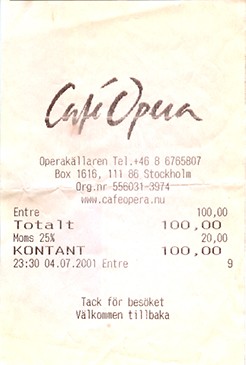 Café Opera
Operakällaren Tel.+46 8 6765807
Box 1616, 111 86 Stockholm
Org.nr 556031-3974
www.cafeopera.nu
Entre 100,00
Totalt 100,00
Moms 25% 20,00
KONTANT 100,00
23:30 04.07.2001 Entre 9
Tack för besöket
Välkommen tillbaka